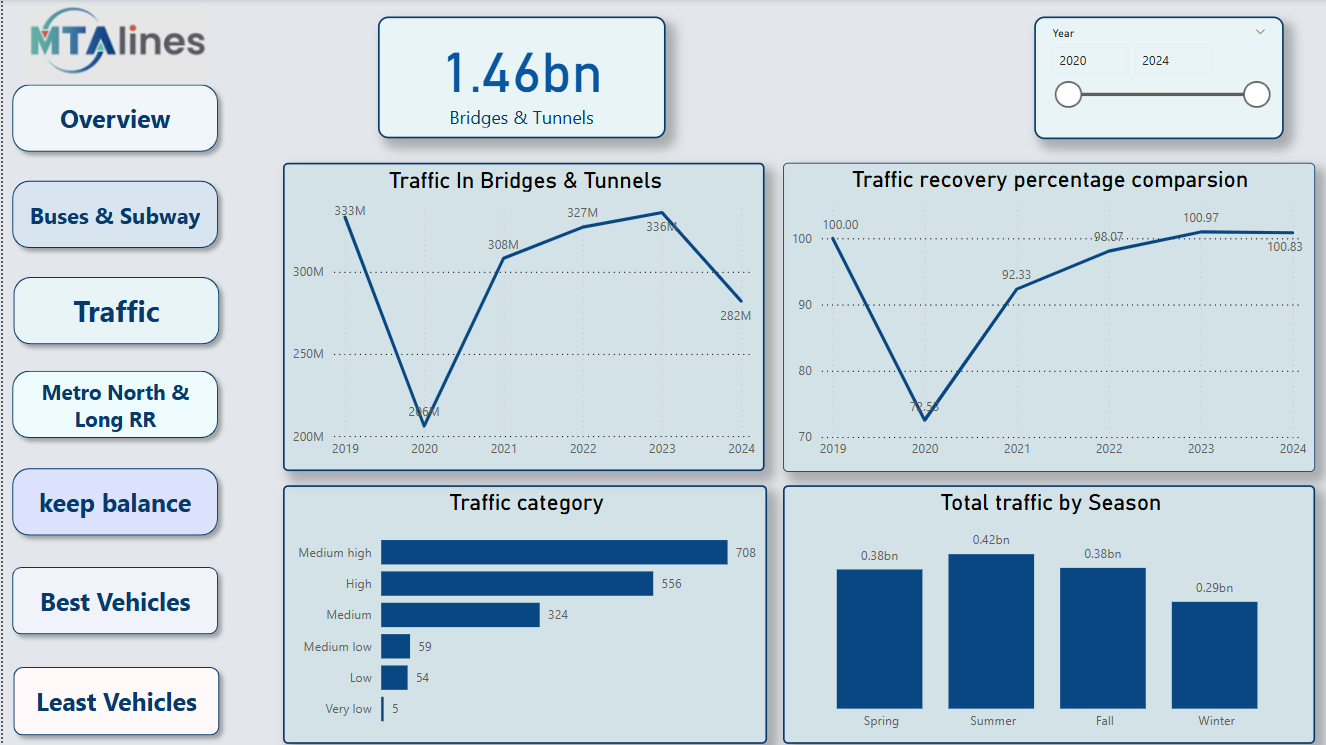 MTAlines
Overview
Buses & Subway
Traffic
Metro North &
Long RR
keep balance
Best Vehicles
Least Vehicles
1.46bn
Bridges & Tunnels
Year
2020 2024
Traffic In Bridges & Tunnels
333M
327M
336M
308M
300M
282M
250M
206M
200M
2019 2020 2021 2022 2023 2024
Traffic recovery percentage comparsion
100.00
100.97
98.07
100
100.83
92.33
90
80
70
2019 2020 2021 2022 2023 2024
Traffic category
Medium high 708
High 556
Medium 324
Medium low 59
Low 54
Very low 5
Total traffic by Season
0.38bn 0.42bn 0.38bn 0.29bn
Spring Summer Fall Winter